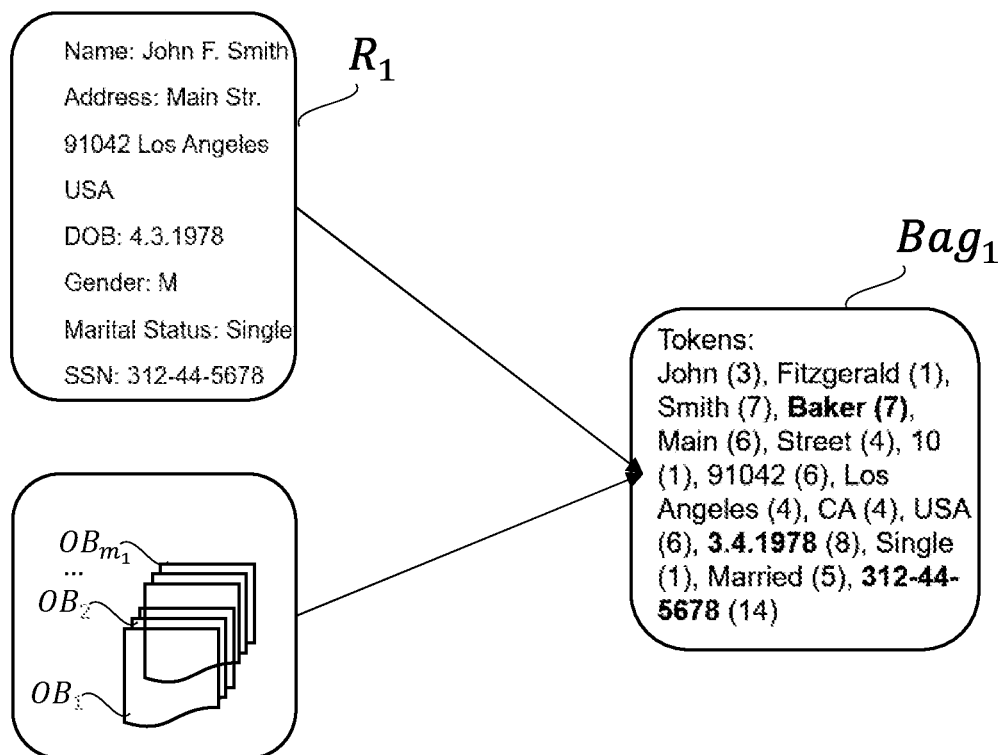 Name: John F. Smith
Address: Main Str.
91042 Los Angeles
USA
DOB: 4.3.1978
Gender: M
Marital Status: Single
SSN: 312-44-5678
R₁
Bag₁
Tokens:
John (3), Fitzgerald (1),
Smith (7), Baker (7),
Main (6), Street (4), 10
(1), 91042 (6), Los
Angeles (4), CA (4), USA
(6), 3.4.1978 (8), Single
(1), Married (5), 312-44-
5678 (14)
OBₘ₁
...
OB₂
OB₁